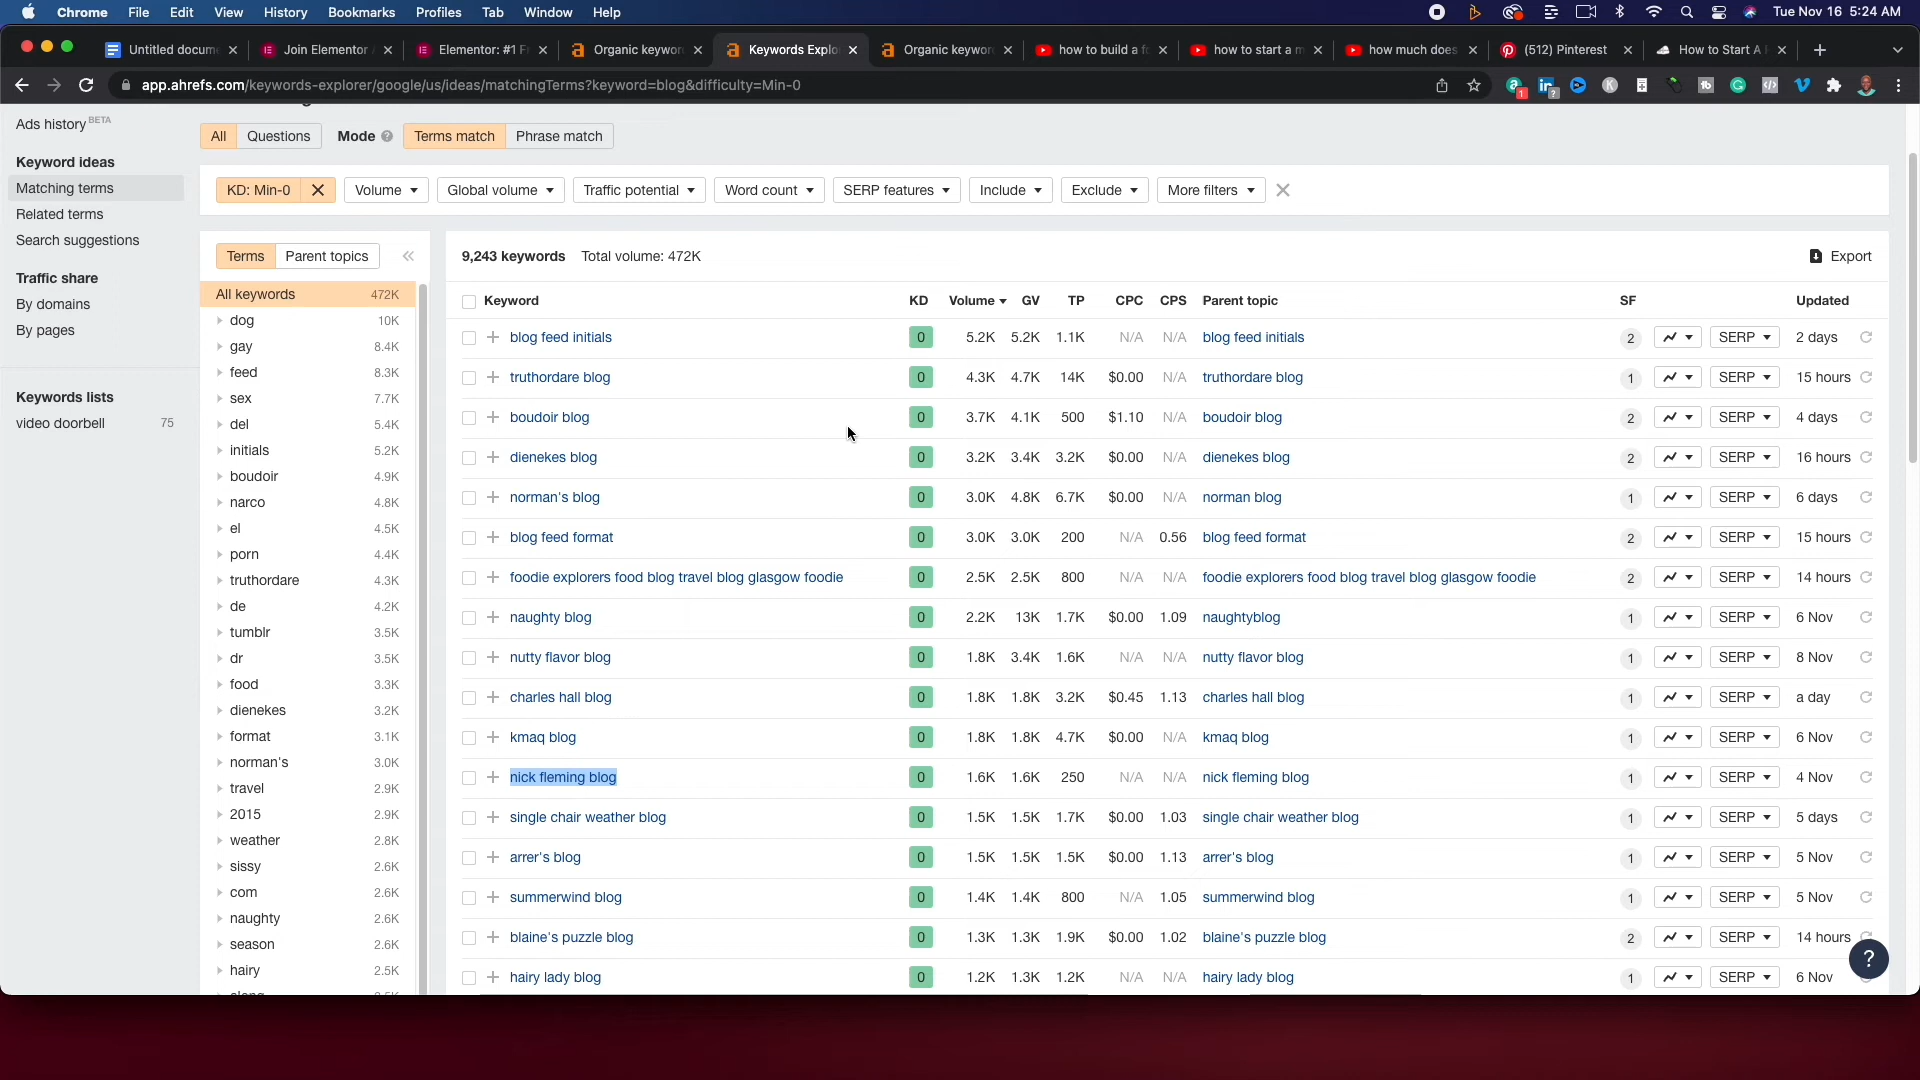 Chrome File Edit View History Bookmarks Profiles Tab Window Help Tue Nov 16 5:24 AM
Untitled docum Join Elementor Elementor: #1 F Organic keywor Keywords Explo Organic keywor how to build a f how to start a m how much does (512) Pinterest How to Start A
app.ahrefs.com/keywords-explorer/google/us/ideas/matchingTerms?keyword=blog&difficulty=Min-0
Ads history BETA
All Questions Mode ? Terms match Phrase match
Keyword ideas
Matching terms
Related terms
Search suggestions
Traffic share
By domains
By pages
Keywords lists
video doorbell 75
KD: Min-0 Volume Global volume Traffic potential Word count SERP features Include Exclude More filters
Terms Parent topics
All keywords 472K
dog 10K
gay 8.4K
feed 8.3K
sex 7.7K
del 5.4K
initials 5.2K
boudoir 4.9K
narco 4.8K
el 4.5K
porn 4.4K
truthordare 4.3K
de 4.2K
tumblr 3.5K
dr 3.5K
food 3.3K
dienekes 3.2K
format 3.1K
norman's 3.0K
travel 2.9K
2015 2.9K
weather 2.8K
sissy 2.6K
com 2.6K
naughty 2.6K
season 2.6K
hairy 2.5K
9,243 keywords Total volume: 472K Export
Keyword KD Volume GV TP CPC CPS Parent topic SF Updated
blog feed initials 0 5.2K 5.2K 1.1K N/A N/A blog feed initials 2 SERP 2 days
truthordare blog 0 4.3K 4.7K 14K $0.00 N/A truthordare blog 1 SERP 15 hours
boudoir blog 0 3.7K 4.1K 500 $1.10 N/A boudoir blog 2 SERP 4 days
dienekes blog 0 3.2K 3.4K 3.2K $0.00 N/A dienekes blog 2 SERP 16 hours
norman's blog 0 3.0K 4.8K 6.7K $0.00 N/A norman blog 1 SERP 6 days
blog feed format 0 3.0K 3.0K 200 N/A 0.56 blog feed format 2 SERP 15 hours
foodie explorers food blog travel blog glasgow foodie 0 2.5K 2.5K 800 N/A N/A foodie explorers food blog travel blog glasgow foodie 2 SERP 14 hours
naughty blog 0 2.2K 13K 1.7K $0.00 1.09 naughtyblog 1 SERP 6 Nov
nutty flavor blog 0 1.8K 3.4K 1.6K N/A N/A nutty flavor blog 1 SERP 8 Nov
charles hall blog 0 1.8K 1.8K 3.2K $0.45 1.13 charles hall blog 1 SERP a day
kmaq blog 0 1.8K 1.8K 4.7K $0.00 N/A kmaq blog 1 SERP 6 Nov
nick fleming blog 0 1.6K 1.6K 250 N/A N/A nick fleming blog 1 SERP 4 Nov
single chair weather blog 0 1.5K 1.5K 1.7K $0.00 1.03 single chair weather blog 1 SERP 5 days
arrer's blog 0 1.5K 1.5K 1.5K $0.00 1.13 arrer's blog 1 SERP 5 Nov
summerwind blog 0 1.4K 1.4K 800 N/A 1.05 summerwind blog 1 SERP 5 Nov
blaine's puzzle blog 0 1.3K 1.3K 1.9K $0.00 1.02 blaine's puzzle blog 2 SERP 14 hours
hairy lady blog 0 1.2K 1.3K 1.2K N/A N/A hairy lady blog 1 SERP 6 Nov
?